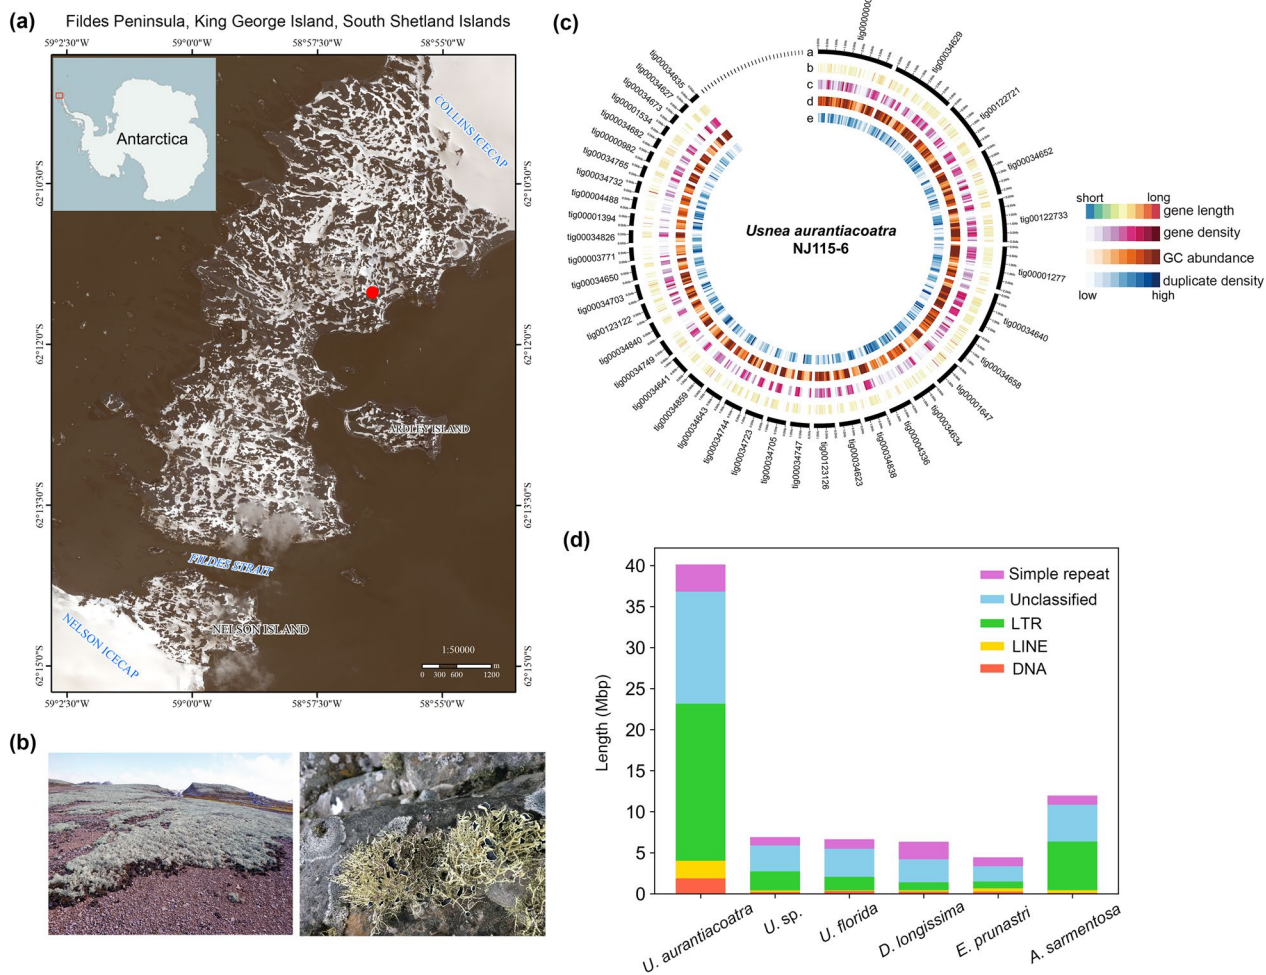 (a)
Fildes Peninsula, King George Island, South Shetland Islands
59°2'30"W
59°0'0"W
58°57'30"W
58°55'0"W
Antarctica
COLLINS ICECAP
62°10'30"S
62°10'30"S
62°12'0"S
62°12'0"S
ARDLEY ISLAND
62°13'30"S
62°13'30"S
FILDES STRAIT
NELSON ISLAND
NELSON ICECAP
1:50000
0 300 600 1200 m
62°15'0"S
62°15'0"S
59°2'30"W
59°0'0"W
58°57'30"W
58°55'0"W
(b)
(c)
a
b
c
d
e
tig00034629
tig00122721
tig00034652
tig00122733
tig00001277
tig00034640
tig00034658
tig00001647
tig00034634
tig00004336
tig00034838
tig00034623
tig00123126
tig00034747
tig00034705
tig00034723
tig00034744
tig00034643
tig00034859
tig00034641
tig00034749
tig00034840
tig00123122
tig00034703
tig00034650
tig00003771
tig00034826
tig00001394
tig00004488
tig00034732
tig00034765
tig00000982
tig00034682
tig00001534
tig00034673
tig00034627
tig00034835
Usnea aurantiacoatra
NJ115-6
short long
gene length
gene density
GC abundance
duplicate density
low high
(d)
Length (Mbp)
40
35
30
25
20
15
10
5
0
Simple repeat
Unclassified
LTR
LINE
DNA
U. aurantiacoatra
U. sp.
U. florida
D. longissima
E. prunastri
A. sarmentosa